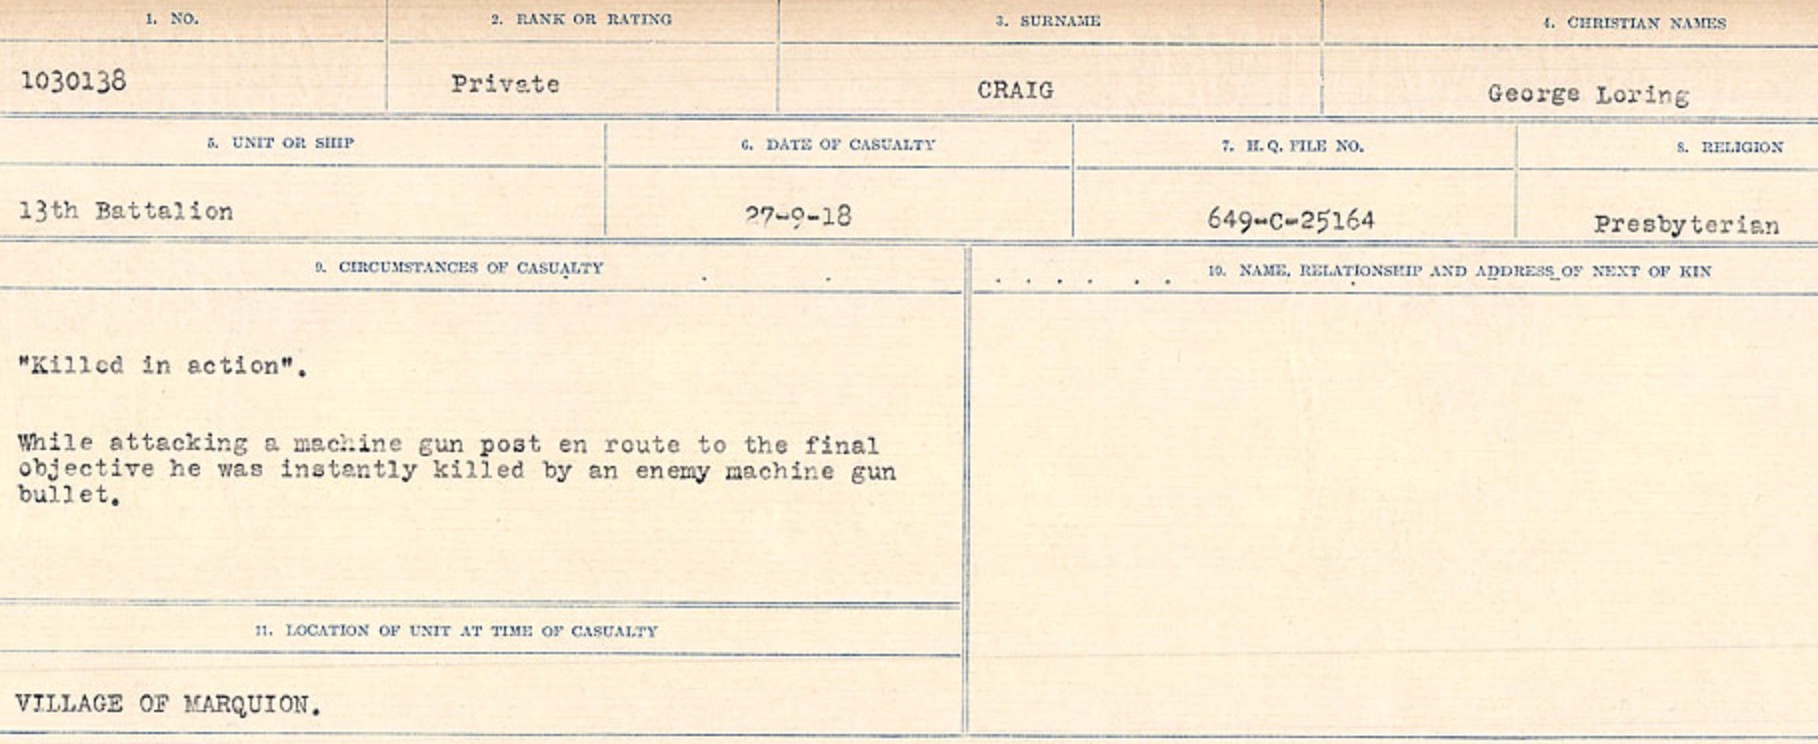 1. NO.
2. RANK OR RATING
3. SURNAME
4. CHRISTIAN NAMES
1030138
Private
CRAIG
George Loring
5. UNIT OR SHIP
6. DATE OF CASUALTY
7. H. Q. FILE NO.
8. RELIGION
13th Battalion
27-9-18
649-C-25164
Presbyterian
9. CIRCUMSTANCES OF CASUALTY
10. NAME, RELATIONSHIP AND ADDRESS OF NEXT OF KIN
"Killed in action".
While attacking a machine gun post en route to the final
objective he was instantly killed by an enemy machine gun
bullet.
11. LOCATION OF UNIT AT TIME OF CASUALTY
VILLAGE OF MARQUION.